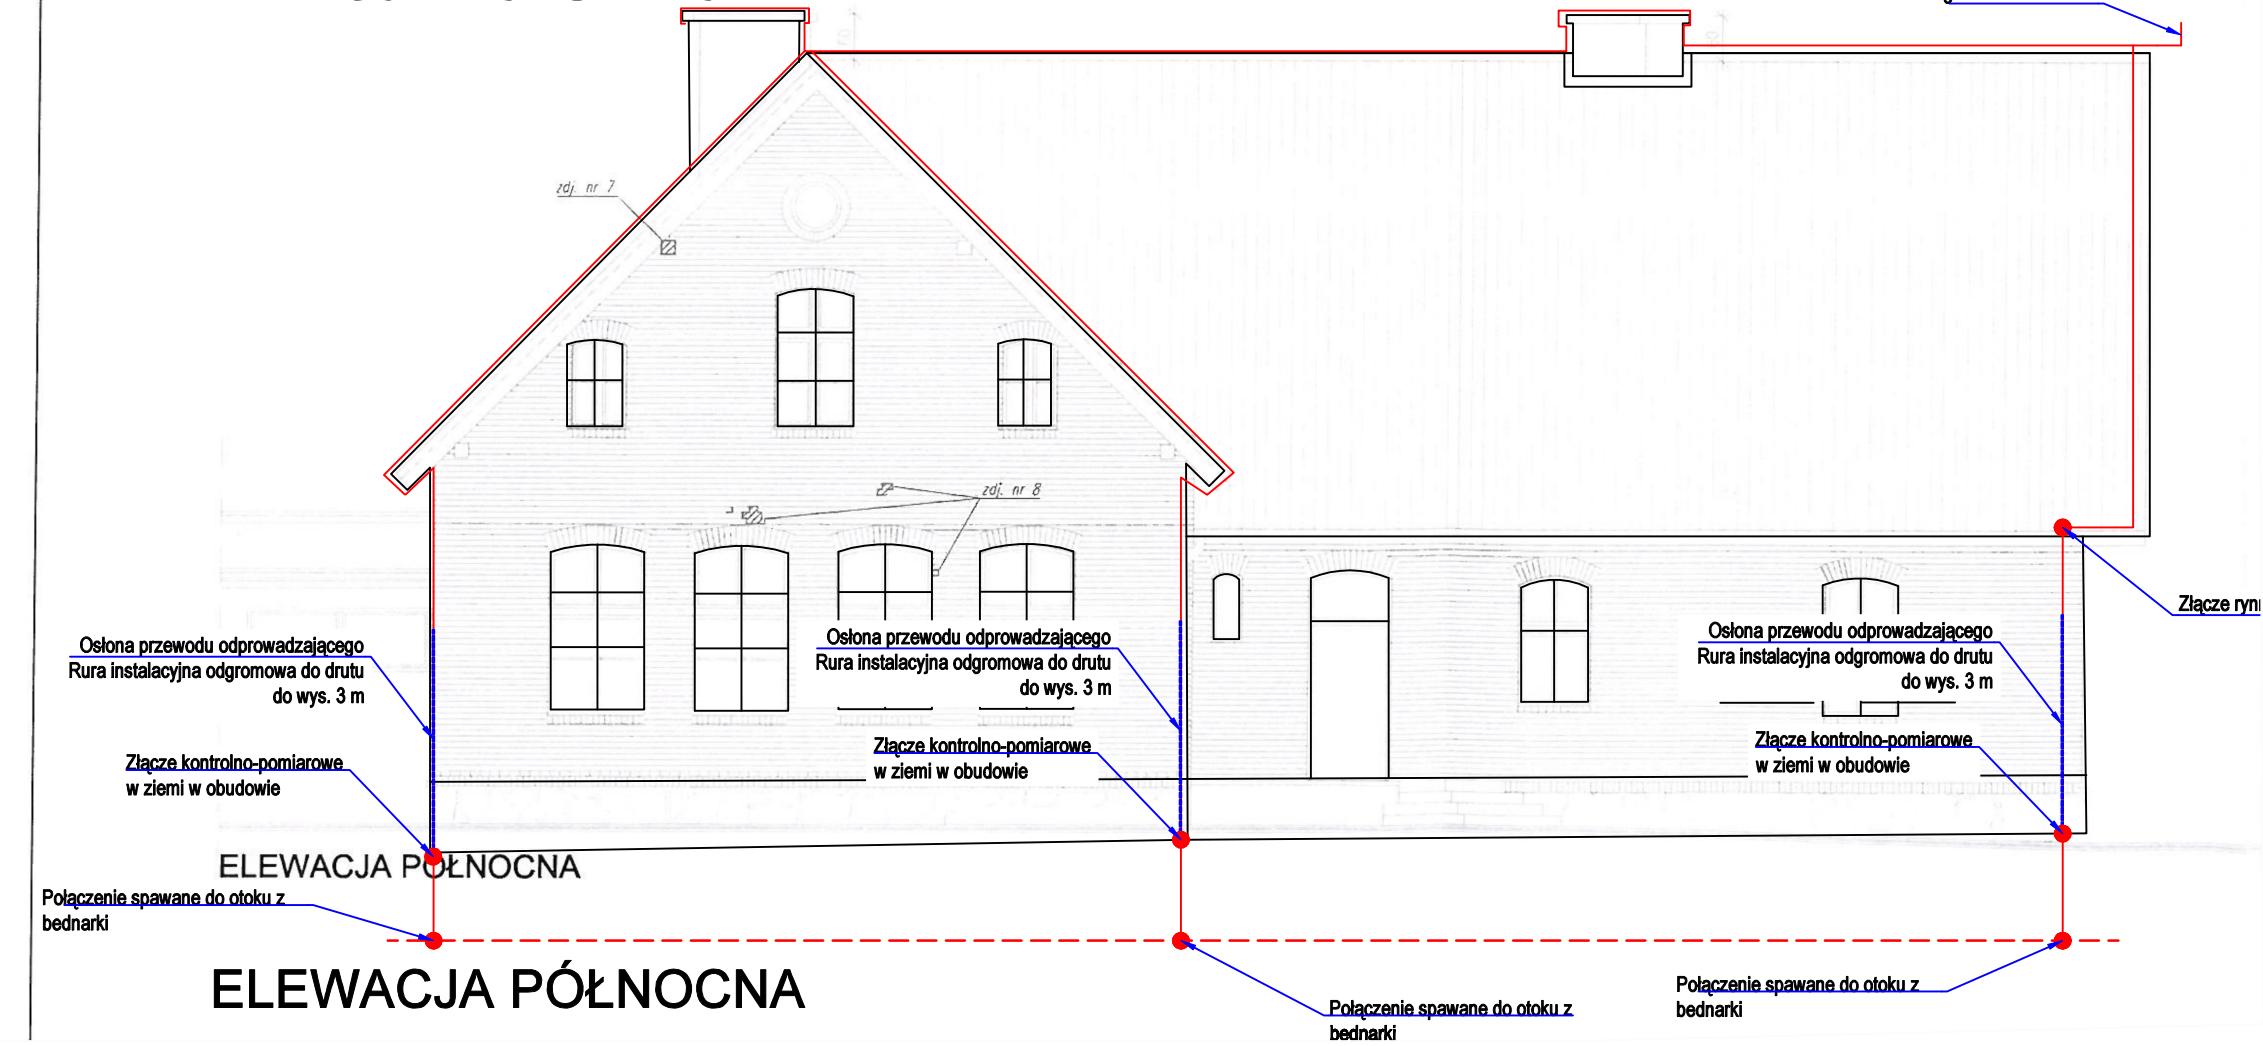 zdj. nr 7
zdj. nr 8
Złącze
Osłona przewodu odprowadzającego
Rura instalacyjna odgromowa do drutu
do wys. 3 m
Osłona przewodu odprowadzającego
Rura instalacyjna odgromowa do drutu
do wys. 3 m
Osłona przewodu odprowadzającego
Rura instalacyjna odgromowa do drutu
do wys. 3 m
Złącze kontrolno-pomiarowe
w ziemi w obudowie
Złącze kontrolno-pomiarowe
w ziemi w obudowie
Złącze kontrolno-pomiarowe
w ziemi w obudowie
ELEWACJA PÓŁNOCNA
Połączenie spawane do otoku z
bednarki
ELEWACJA PÓŁNOCNA
Połączenie spawane do otoku z
bednarki
Połączenie spawane do otoku z
bednarki